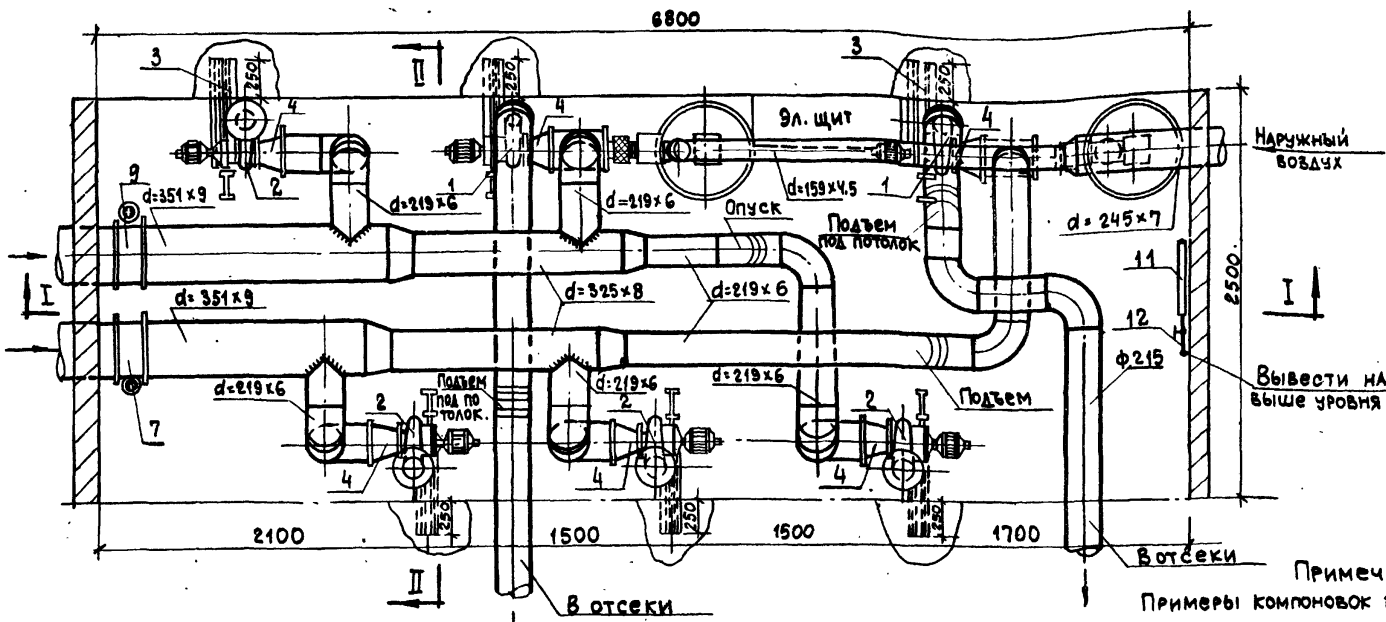 6800
3
II
3
250
250
250
4
4
4
Эл. щит
Наружный
воздух
2
1
1
9
d=351×9
d=219×6
d=219×6
d=159×4.5
d=245×7
Опуск
Подъем
под потолок
11
2500
I
I
d=351×9
d=325×8
d=219×6
12
ф215
Вывести на
выше уровня
7
d=219×6
2
Подъем
под по
толок.
d=219×6
2
d=219×6
2
Подъем
4
4
4
250
250
250
2100
1500
1500
1700
II
В отсеки
В отсеки
Примеч
Примеры компоновок